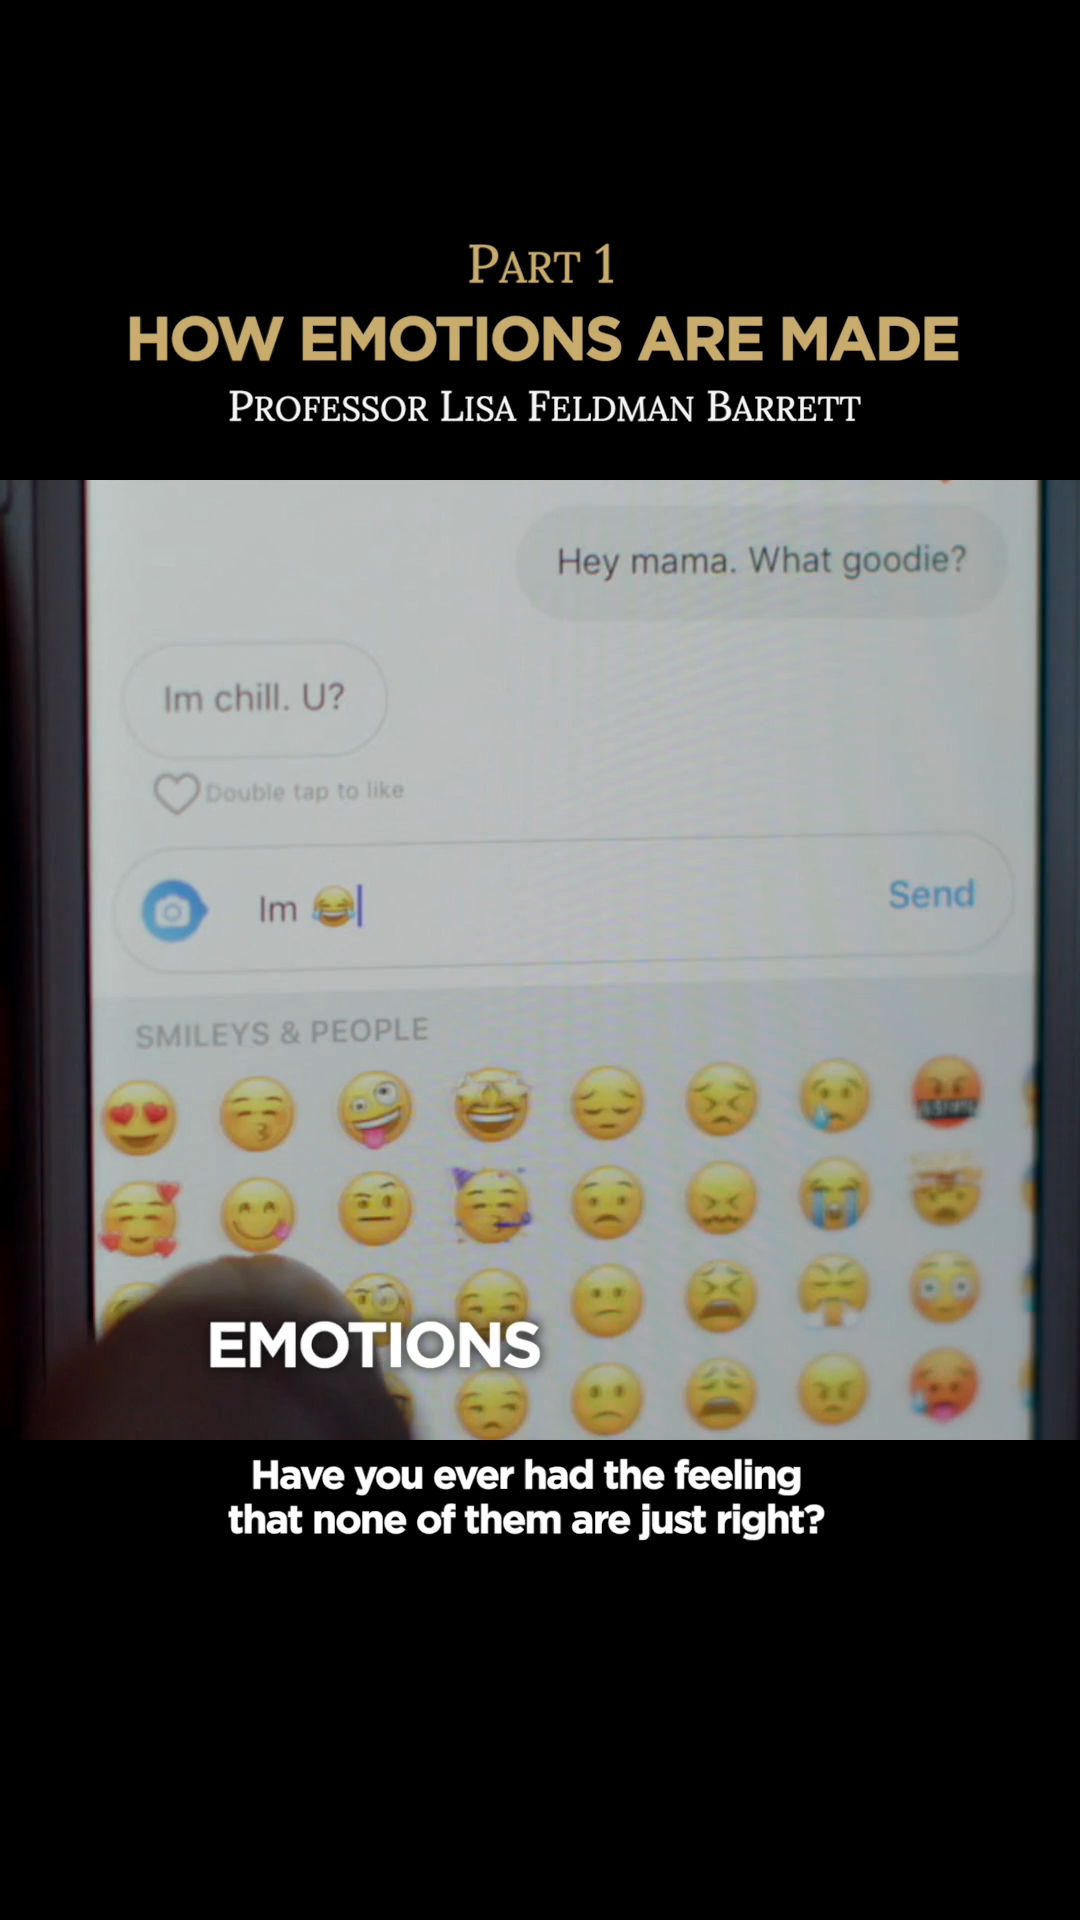 PART 1
HOW EMOTIONS ARE MADE
PROFESSOR LISA FELDMAN BARRETT
Hey mama. What goodie?
Im chill. U?
Double tap to like
Im 😂
Send
SMILEYS & PEOPLE
EMOTIONS
Have you ever had the feeling
that none of them are just right?